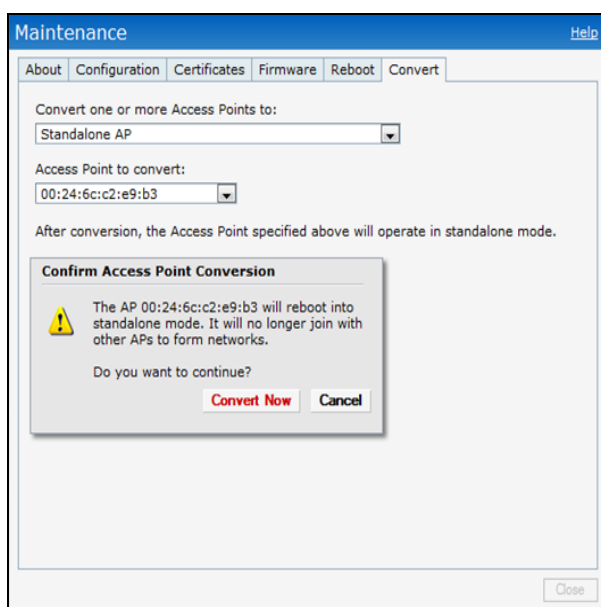 Maintenance
Help
About Configuration Certificates Firmware Reboot Convert
Convert one or more Access Points to:
Standalone AP
Access Point to convert:
00:24:6c:c2:e9:b3
After conversion, the Access Point specified above will operate in standalone mode.
Confirm Access Point Conversion
The AP 00:24:6c:c2:e9:b3 will reboot into
standalone mode. It will no longer join with
other APs to form networks.
Do you want to continue?
Convert Now Cancel
Close